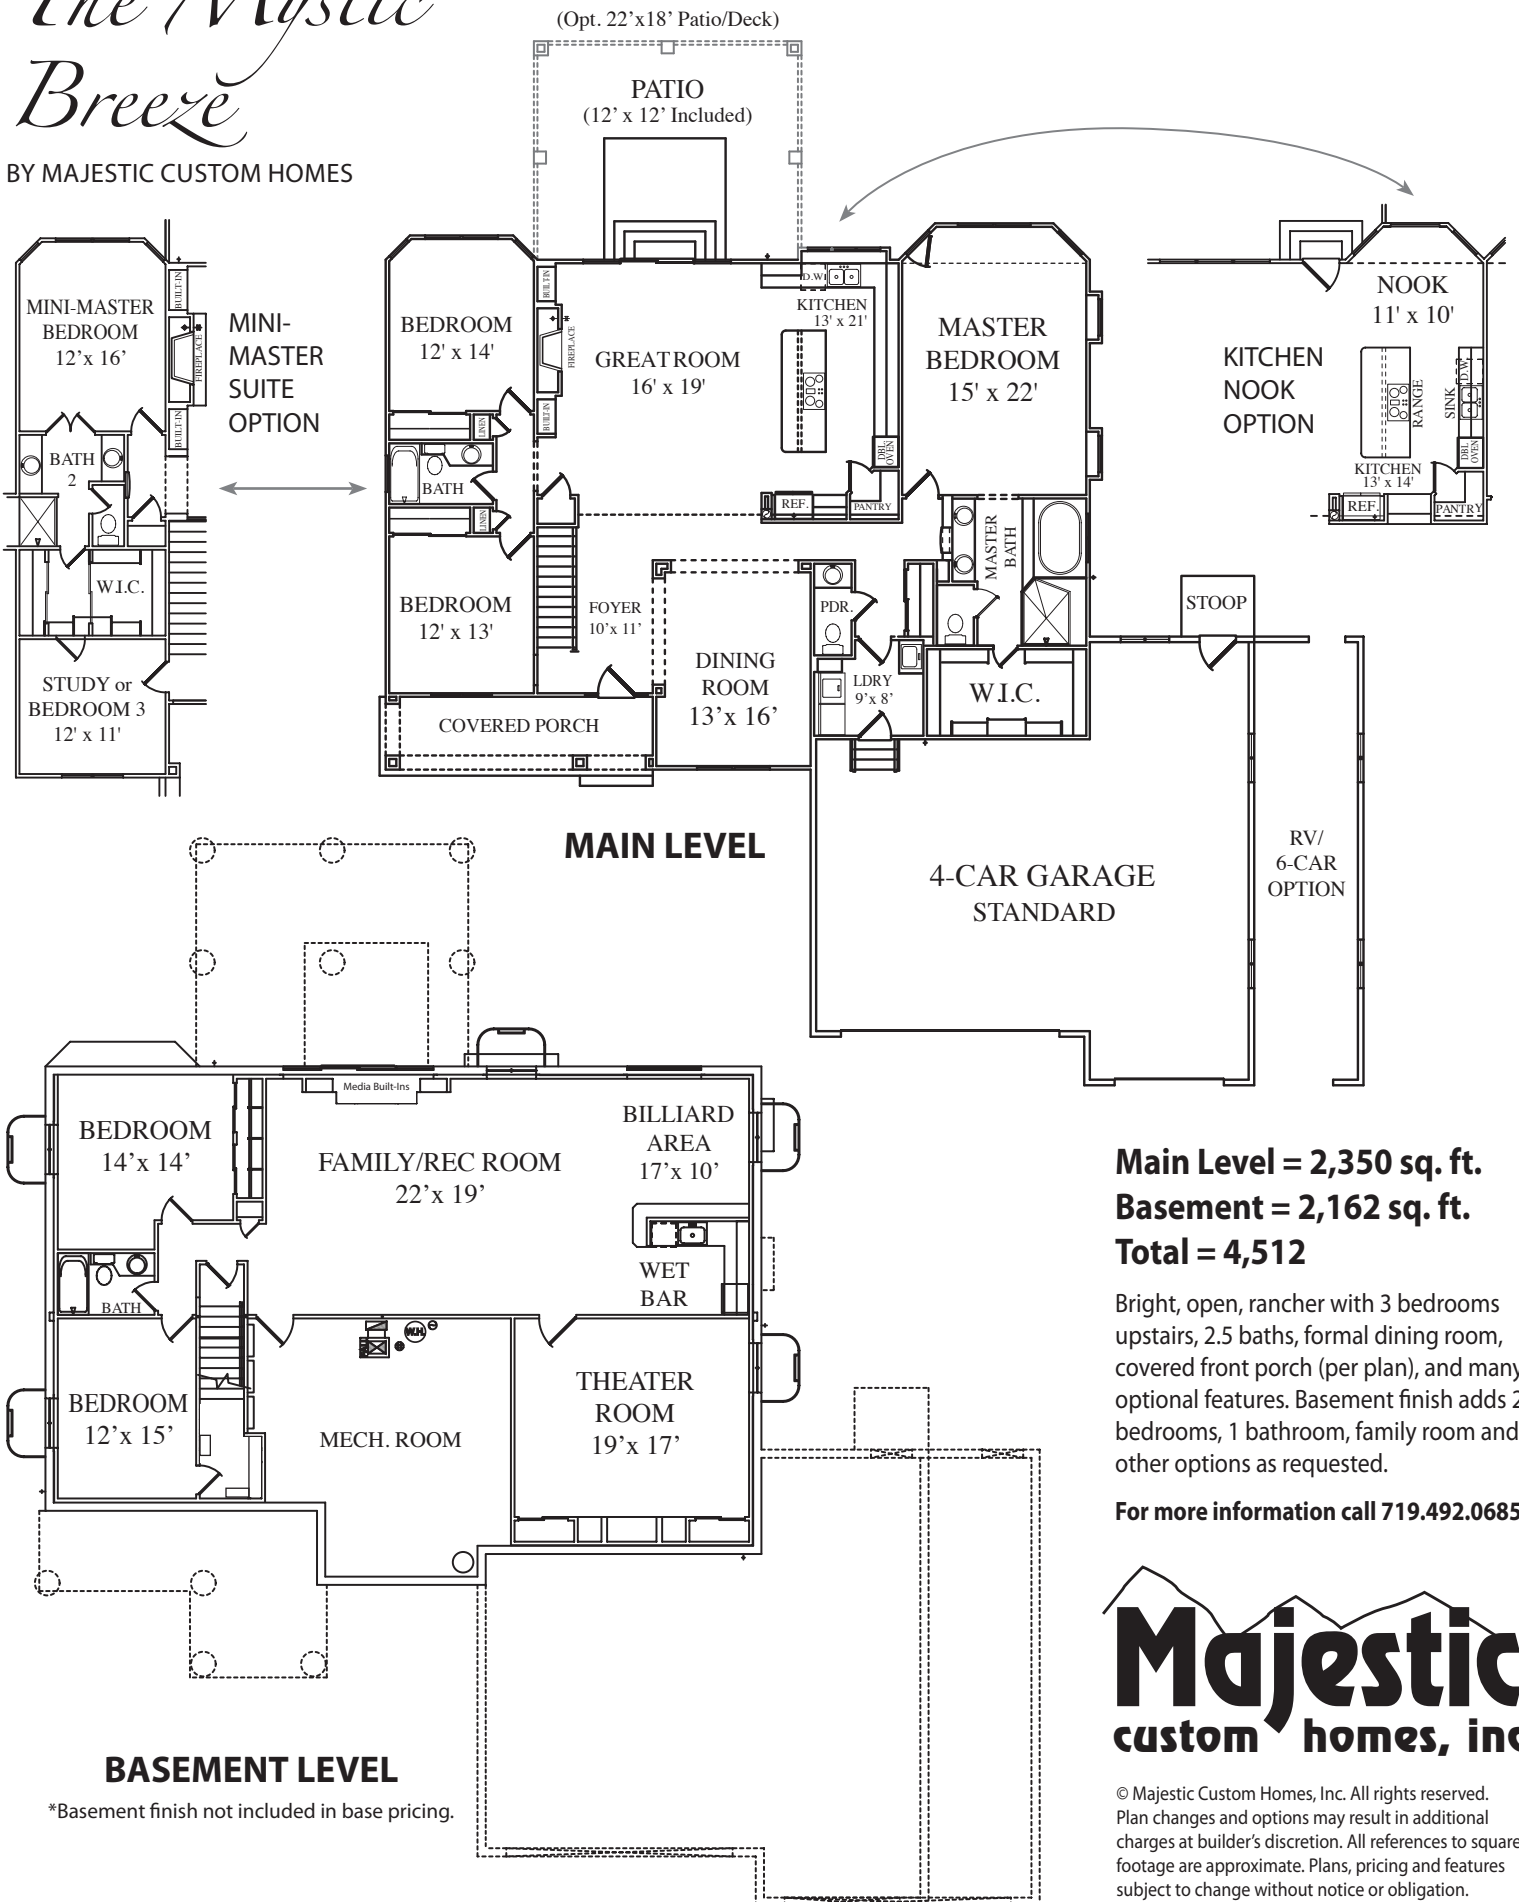 The Mystic
Breeze
BY MAJESTIC CUSTOM HOMES
(Opt. 22’x18’ Patio/Deck)
PATIO
(12’ x 12’ Included)
MINI-MASTER
BEDROOM
12’x 16’
BUILT-IN
FIREPLACE
BUILT-IN
BATH
2
W.I.C.
STUDY or
BEDROOM 3
12' x 11'
MINI-
MASTER
SUITE
OPTION
BEDROOM
12' x 14'
BUILT-IN
FIREPLACE
BUILT-IN
LINEN
BATH
LINEN
BEDROOM
12' x 13'
GREAT ROOM
16' x 19'
D.W.
KITCHEN
13' x 21'
DBL
OVEN
REF.
PANTRY
MASTER
BEDROOM
15' x 22'
MASTER
BATH
FOYER
10’x 11’
PDR.
DINING
ROOM
13’x 16’
LDRY
9’x 8’
W.I.C.
COVERED PORCH
STOOP
KITCHEN
NOOK
OPTION
NOOK
11' x 10'
RANGE
SINK
D.W.
DBL
OVEN
KITCHEN
13' x 14'
REF.
PANTRY
MAIN LEVEL
4-CAR GARAGE
STANDARD
RV/
6-CAR
OPTION
Media Built-Ins
BEDROOM
14’x 14’
FAMILY/REC ROOM
22’x 19’
BILLIARD
AREA
17’x 10’
WET
BAR
BATH
W.H.
BEDROOM
12’x 15’
MECH. ROOM
THEATER
ROOM
19’x 17’
BASEMENT LEVEL
*Basement finish not included in base pricing.
Main Level = 2,350 sq. ft.
Basement = 2,162 sq. ft.
Total = 4,512
Bright, open, rancher with 3 bedrooms
upstairs, 2.5 baths, formal dining room,
covered front porch (per plan), and many
optional features. Basement finish adds 2
bedrooms, 1 bathroom, family room and
other options as requested.
For more information call 719.492.0685
Majestic
custom homes, inc
© Majestic Custom Homes, Inc. All rights reserved.
Plan changes and options may result in additional
charges at builder’s discretion. All references to square
footage are approximate. Plans, pricing and features
subject to change without notice or obligation.